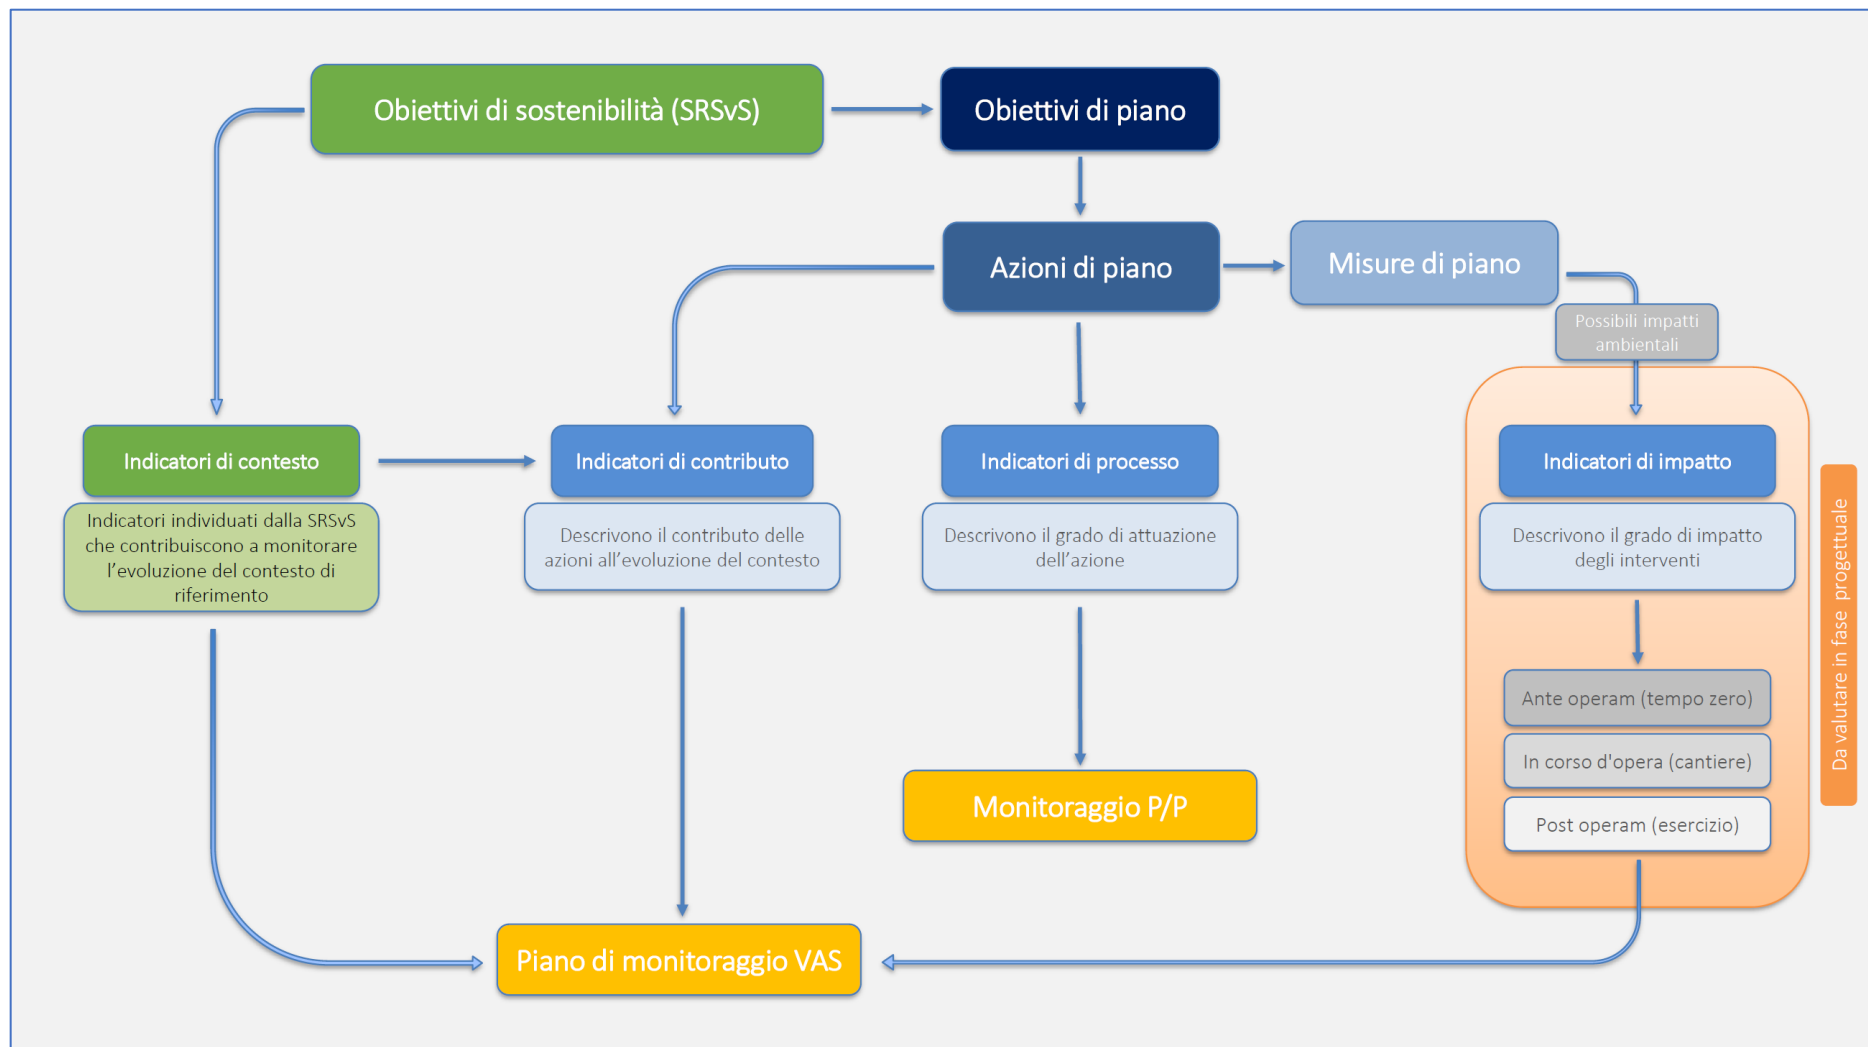 Obiettivi di sostenibilità (SRSvS)
Obiettivi di piano
Azioni di piano
Misure di piano
Possibili impatti
ambientali
Indicatori di contesto
Indicatori di contributo
Indicatori di processo
Indicatori di impatto
Indicatori individuati dalla SRSvS
che contribuiscono a monitorare
l'evoluzione del contesto di
riferimento
Descrivono il contributo delle
azioni all'evoluzione del contesto
Descrivono il grado di attuazione
dell'azione
Descrivono il grado di impatto
degli interventi
Da valutare in fase progettuale
Ante operam (tempo zero)
In corso d'opera (cantiere)
Post operam (esercizio)
Monitoraggio P/P
Piano di monitoraggio VAS